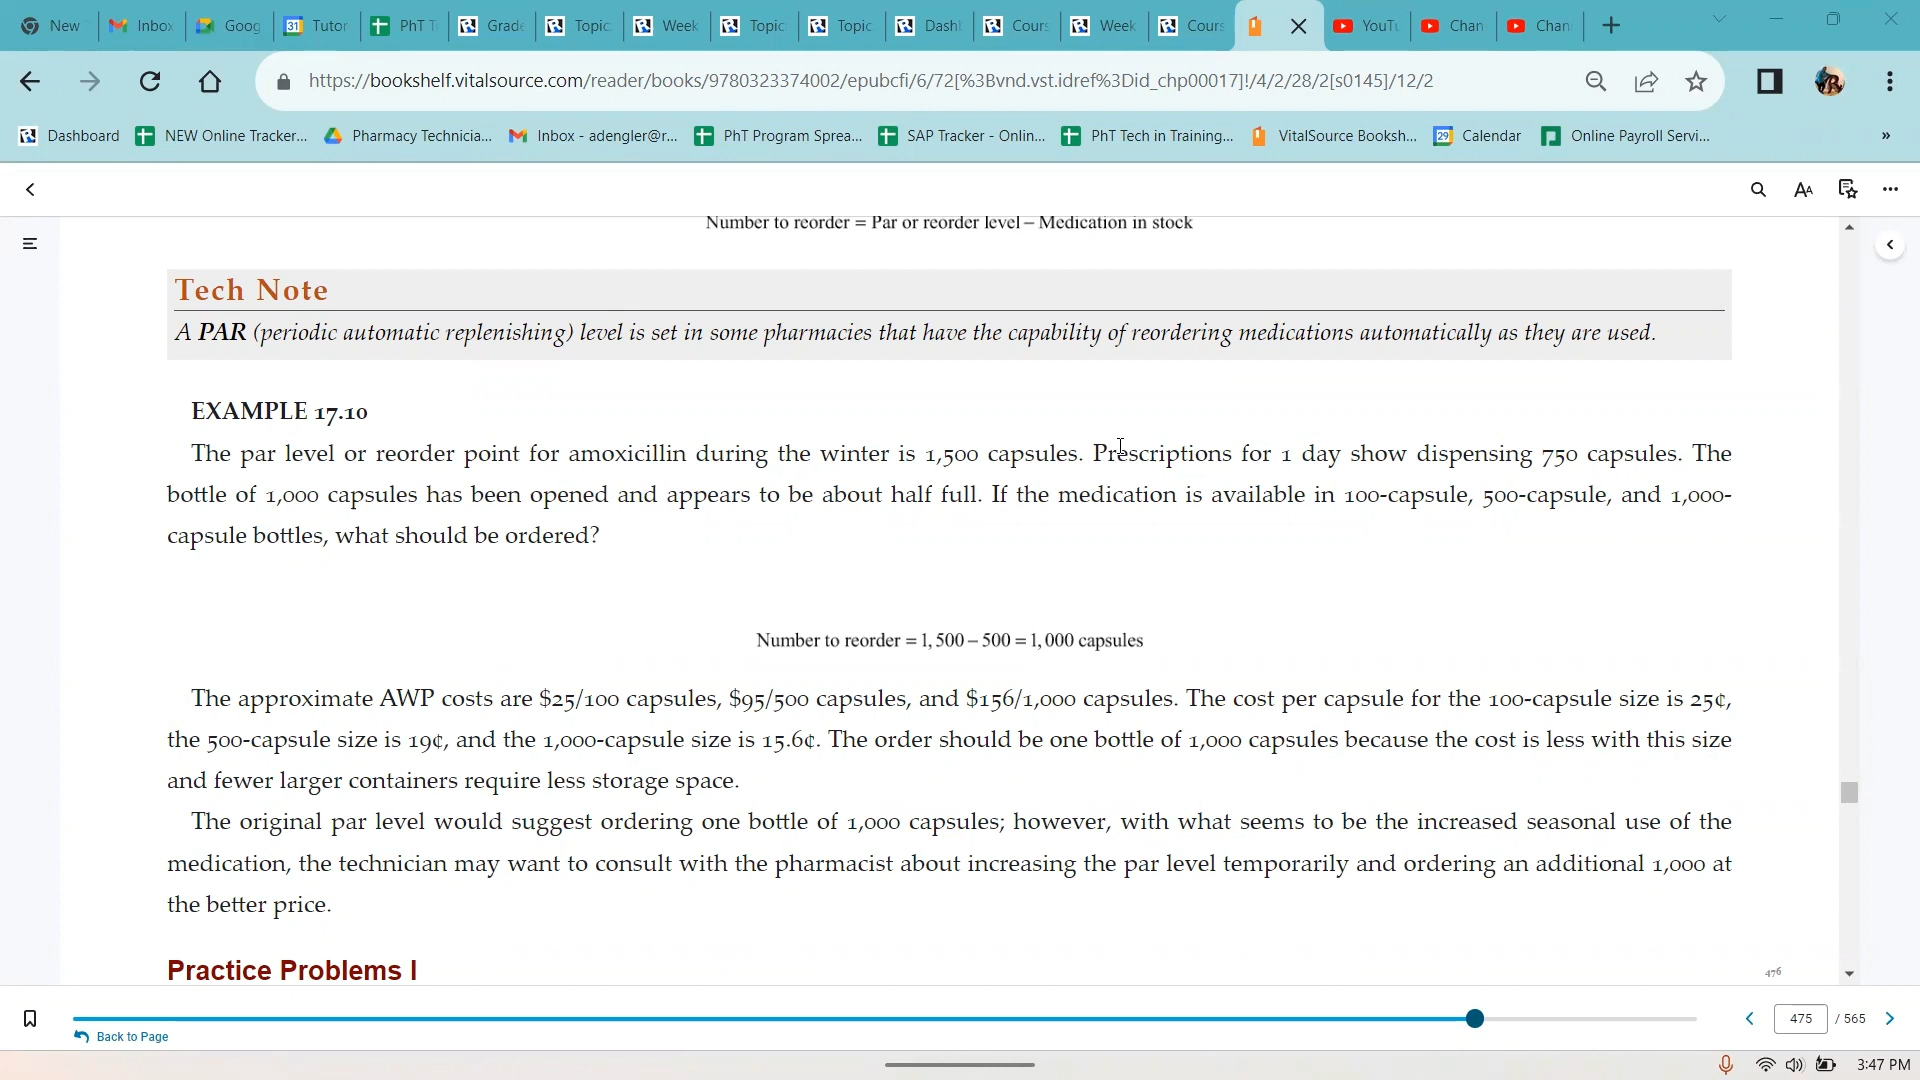 New
Inbox
Goog
31 Tutor
PhT T
Grade
Topic
Week
Topic
Topic
Dashb
Cours
Week
Cours
YouTu
Chan
Chan
https://bookshelf.vitalsource.com/reader/books/9780323374002/epubcfi/6/72[%3Bvnd.vst.idref%3Did_chp00017]!/4/2/28/2[s0145]/12/2
Dashboard
NEW Online Tracker...
Pharmacy Technicia...
Inbox - adengler@r...
PhT Program Sprea...
SAP Tracker - Onlin...
PhT Tech in Training...
VitalSource Booksh...
29 Calendar
Online Payroll Servi...
»
AA
Number to reorder = Par or reorder level – Medication in stock
Tech Note
A PAR (periodic automatic replenishing) level is set in some pharmacies that have the capability of reordering medications automatically as they are used.
EXAMPLE 17.10
The par level or reorder point for amoxicillin during the winter is 1,500 capsules. Prescriptions for 1 day show dispensing 750 capsules. The
bottle of 1,000 capsules has been opened and appears to be about half full. If the medication is available in 100-capsule, 500-capsule, and 1,000-
capsule bottles, what should be ordered?
Number to reorder = 1,500 – 500 = 1,000 capsules
The approximate AWP costs are $25/100 capsules, $95/500 capsules, and $156/1,000 capsules. The cost per capsule for the 100-capsule size is 25¢,
the 500-capsule size is 19¢, and the 1,000-capsule size is 15.6¢. The order should be one bottle of 1,000 capsules because the cost is less with this size
and fewer larger containers require less storage space.
The original par level would suggest ordering one bottle of 1,000 capsules; however, with what seems to be the increased seasonal use of the
medication, the technician may want to consult with the pharmacist about increasing the par level temporarily and ordering an additional 1,000 at
the better price.
Practice Problems I
476
475 / 565
Back to Page
3:47 PM